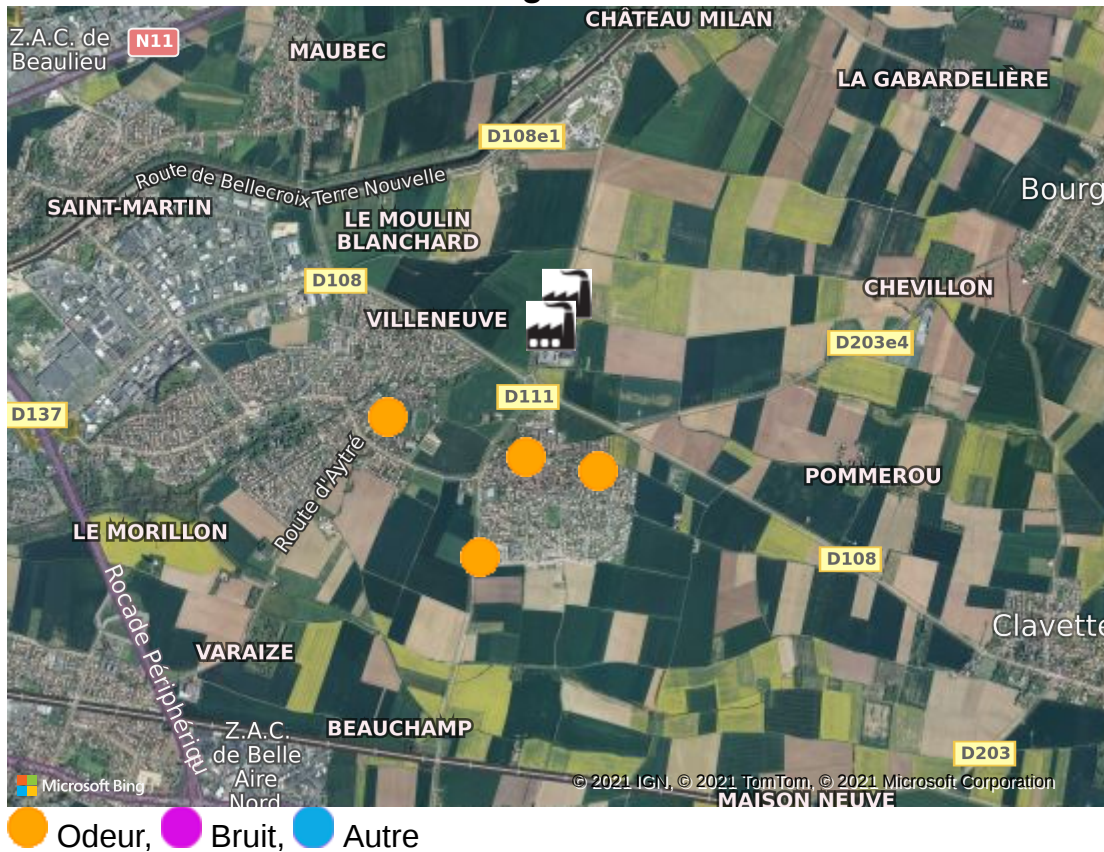 CHÂTEAU MILAN
Z.A.C. de
Beaulieu
N11
MAUBEC
LA GABARDELIÈRE
D108e1
Route de Bellecroix
Terre Nouvelle
SAINT-MARTIN
Bourg
LE MOULIN
BLANCHARD
D108
CHEVILLON
VILLENEUVE
D203e4
D111
D137
Route d'Aytré
POMMEROU
LE MORILLON
D108
Rocade Périphériqu
Clavette
VARAIZE
BEAUCHAMP
Z.A.C.
de Belle
Aire
Nord
D203
Microsoft Bing
© 2021 IGN, © 2021 TomTom, © 2021 Microsoft Corporation
MAISON NEUVE
Odeur, Bruit, Autre